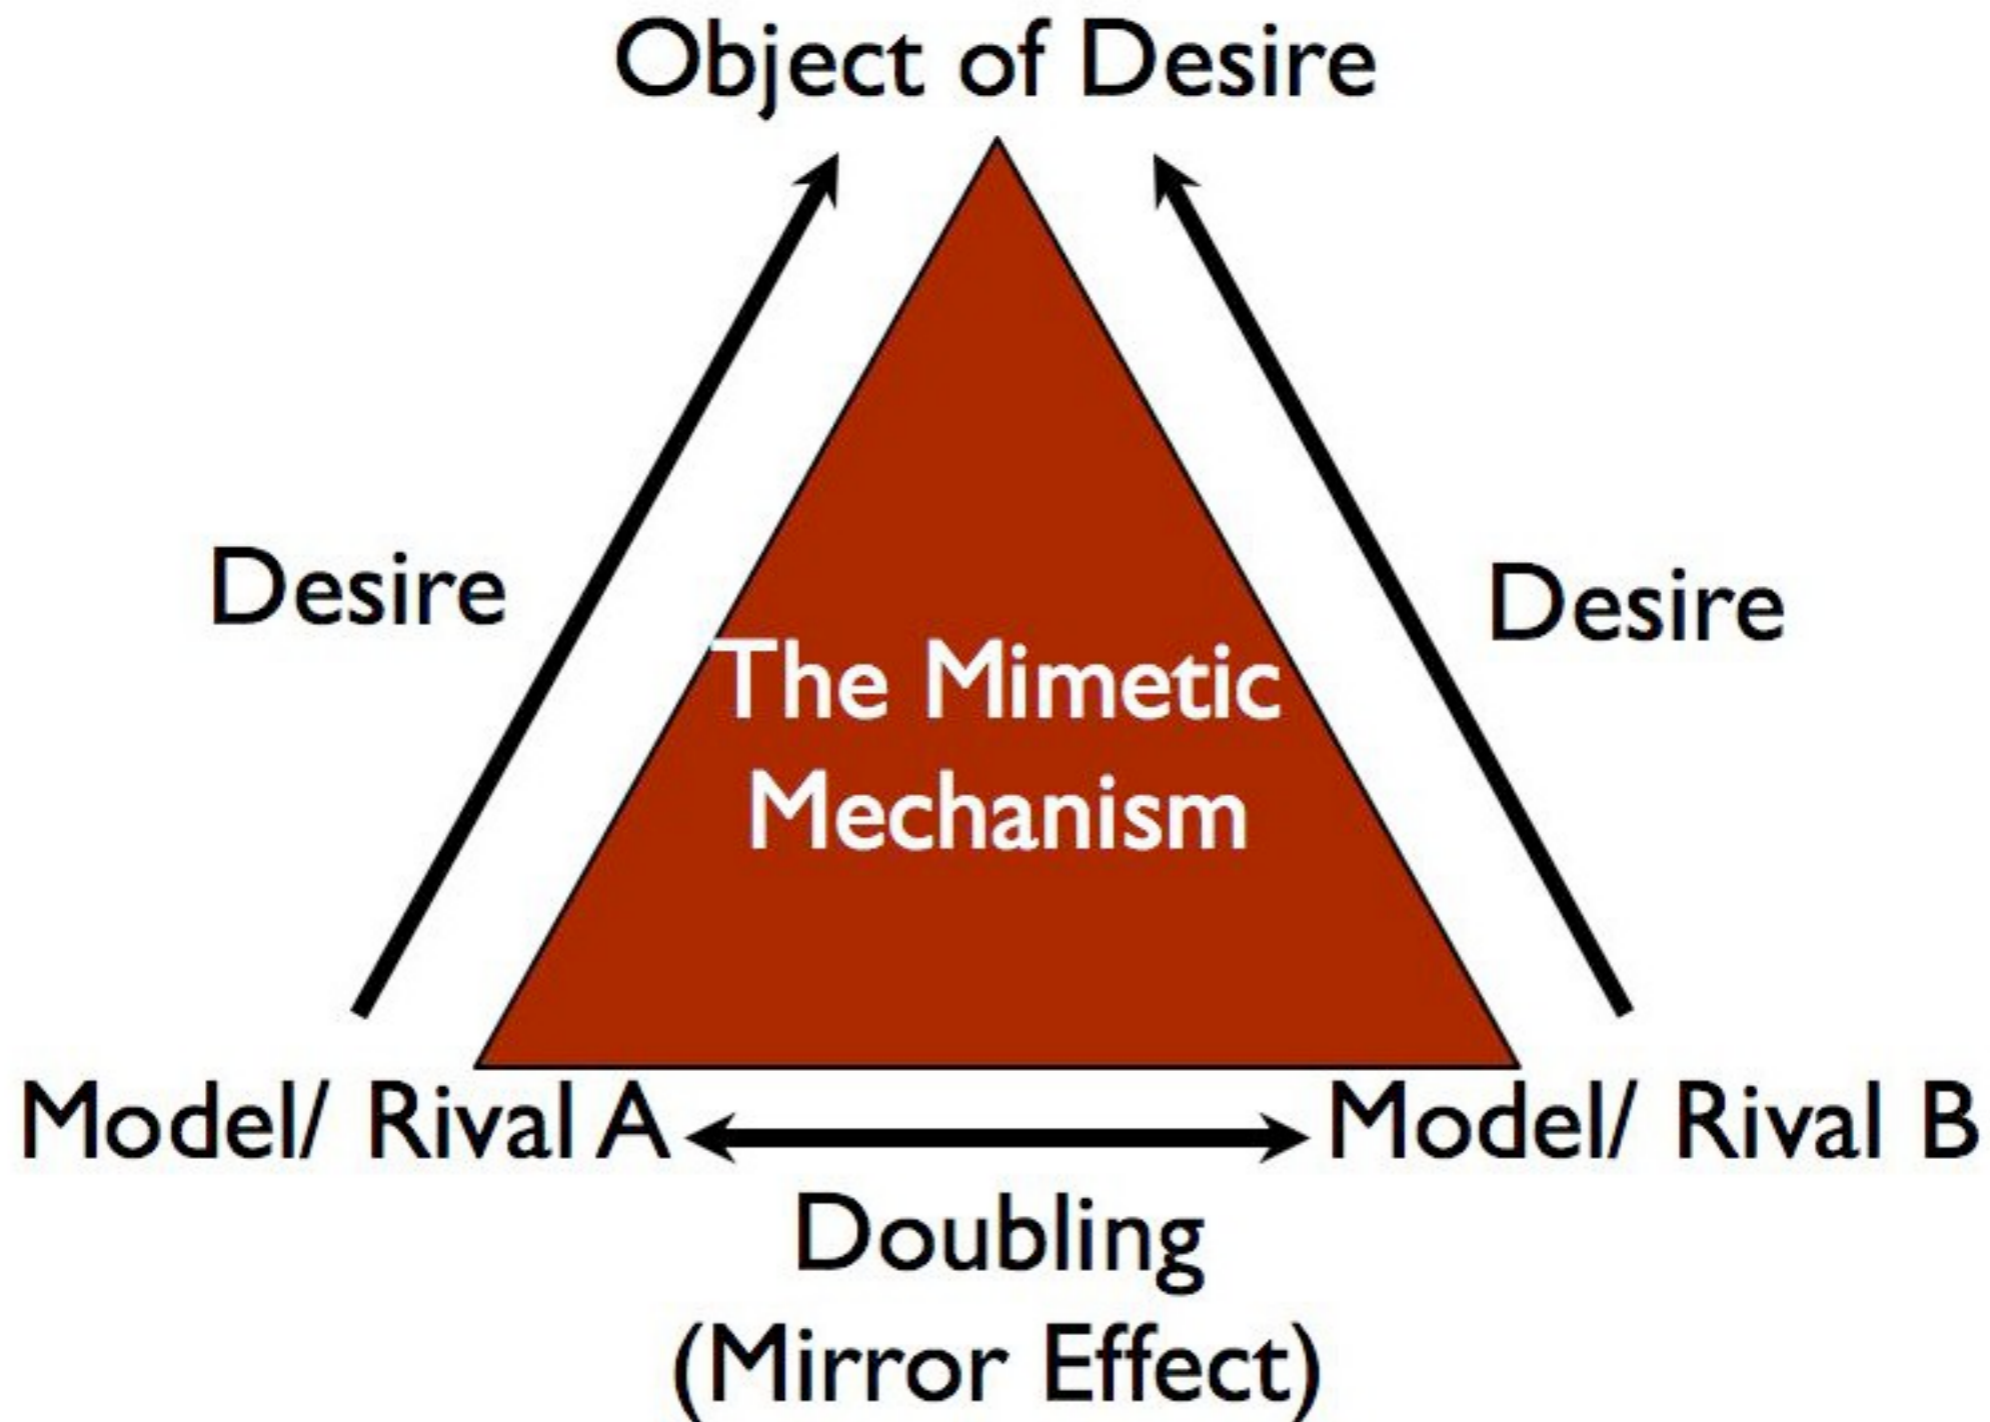 Object of Desire
Desire
Desire
The Mimetic
Mechanism
Model/ Rival A
Model/ Rival B
Doubling
(Mirror Effect)